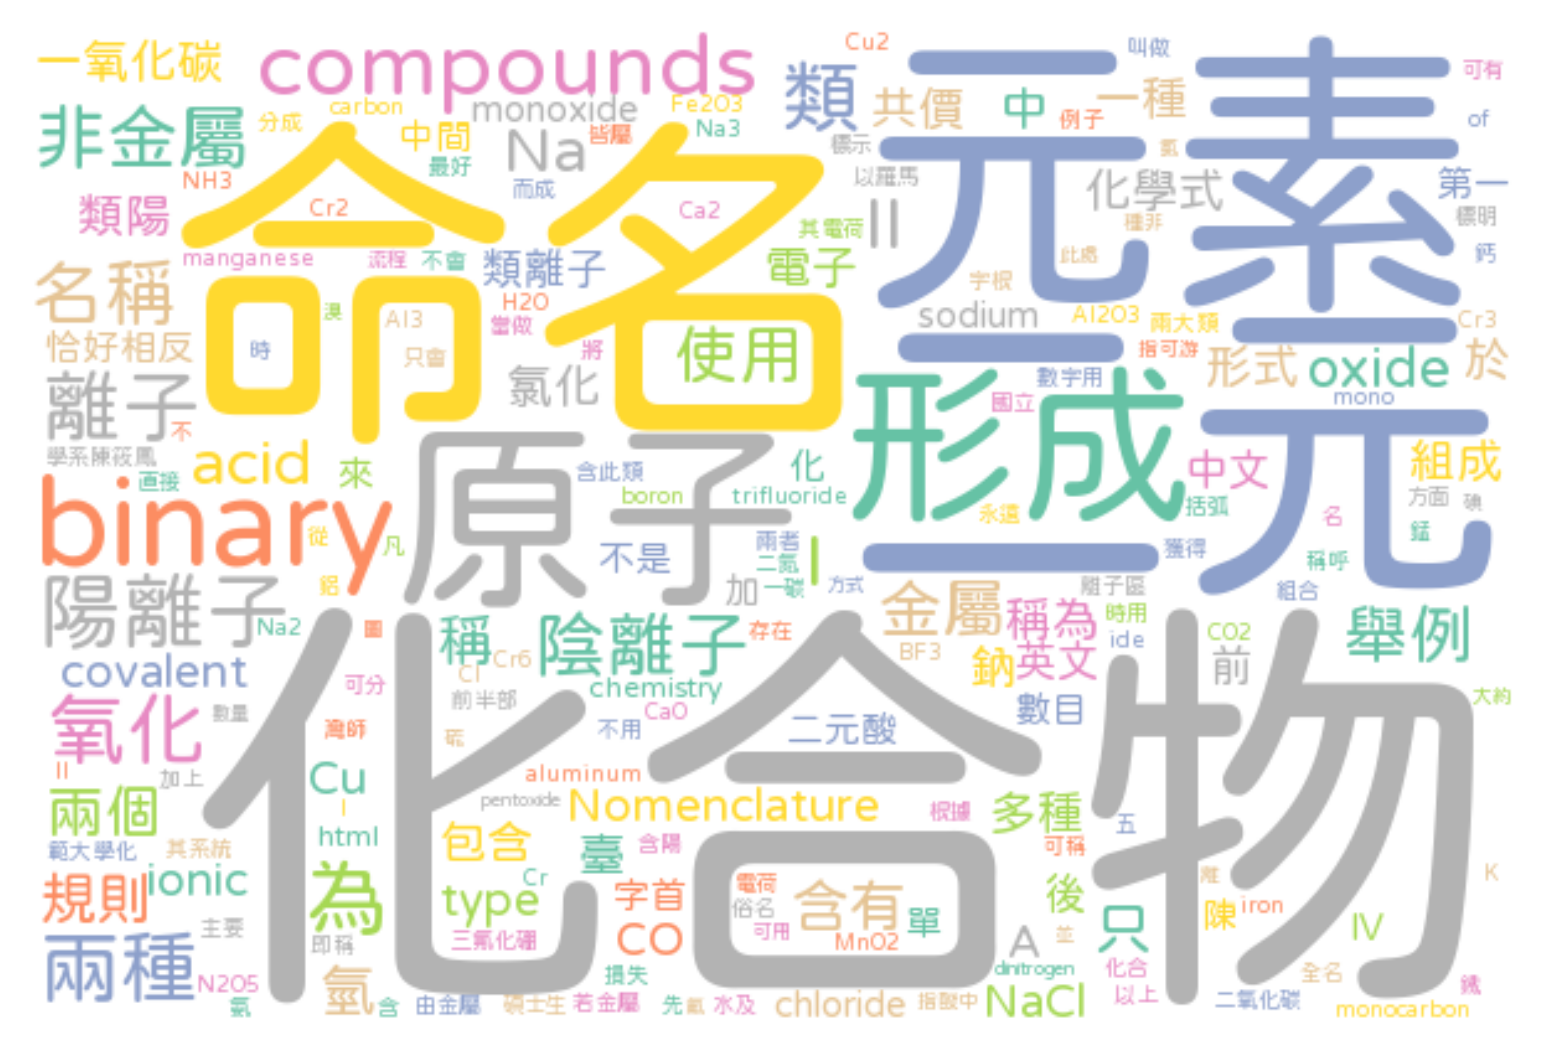 一氧化碳
compounds
Cu2
叫做
元素
可有
類
共價
中
一種
例子
of
非金屬
分成
carbon
monoxide
Fe2O3
中間
Na
皆屬
Na3
最好
標示
氮
NH3
而成
以羅馬
化學式
第一
標明
類陽
Cr2
命名
Ca2
其電荷
II
種非
manganese
流程
不會
類離子
電子
此處
鈣
名稱
溴
Al3
H2O
當做
字根
sodium
Al2O3
兩大類
Cr3
恰好相反
時
只會
將
使用
二元
指可游
形式
oxide
於
離子
不
氯化
形成
數字用
國立
mono
學系陳筱鳳
直接
acid
來
原子
含此類
化
中文
組成
binary
boron
trifluoride
永遠
括弧
方面
碘
名
錳
從
凡
不是
兩者
二氮
I
獲得
稱呼
陽離子
鋁
加
一碳
方式
金屬
離子區
組合
Na2
圖
稱
陰離子
存在
稱為
時用
CO2
舉例
covalent
Cr6
Cl
BF3
鈉
英文
ide
前
可分
前半部
chemistry
CaO
數目
大約
氧化
數量
灣師
硫
不用
二元酸
化合物
II
加上
Cu
aluminum
兩個
I
pentoxide
Nomenclature
根據
多種
五
html
範大學化
其系統
包含
臺
含陽
可稱
規則
ionic
為
Cr
type
字首
電荷
俗名
含有
單
後
離
K
陳
iron
主要
即稱
三氟化硼
CO
可用
MnO2
A
並
只
IV
兩種
N2O5
氫
損失
dinitrogen
化合
全名
鐵
氨
含
由金屬
碩士生
若金屬
先
水及
chloride
指酸中
NaCl
以上
二氧化碳
monocarbon